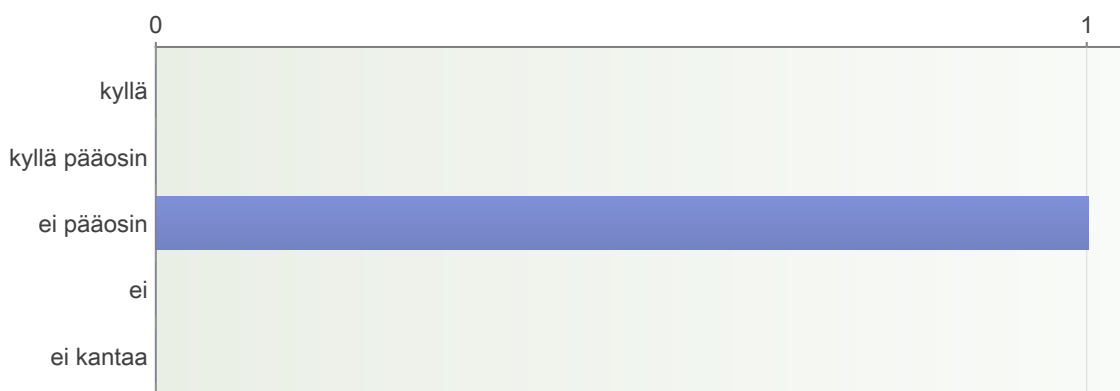 0 1
kyllä
kyllä pääosin
ei pääosin
ei
ei kantaa